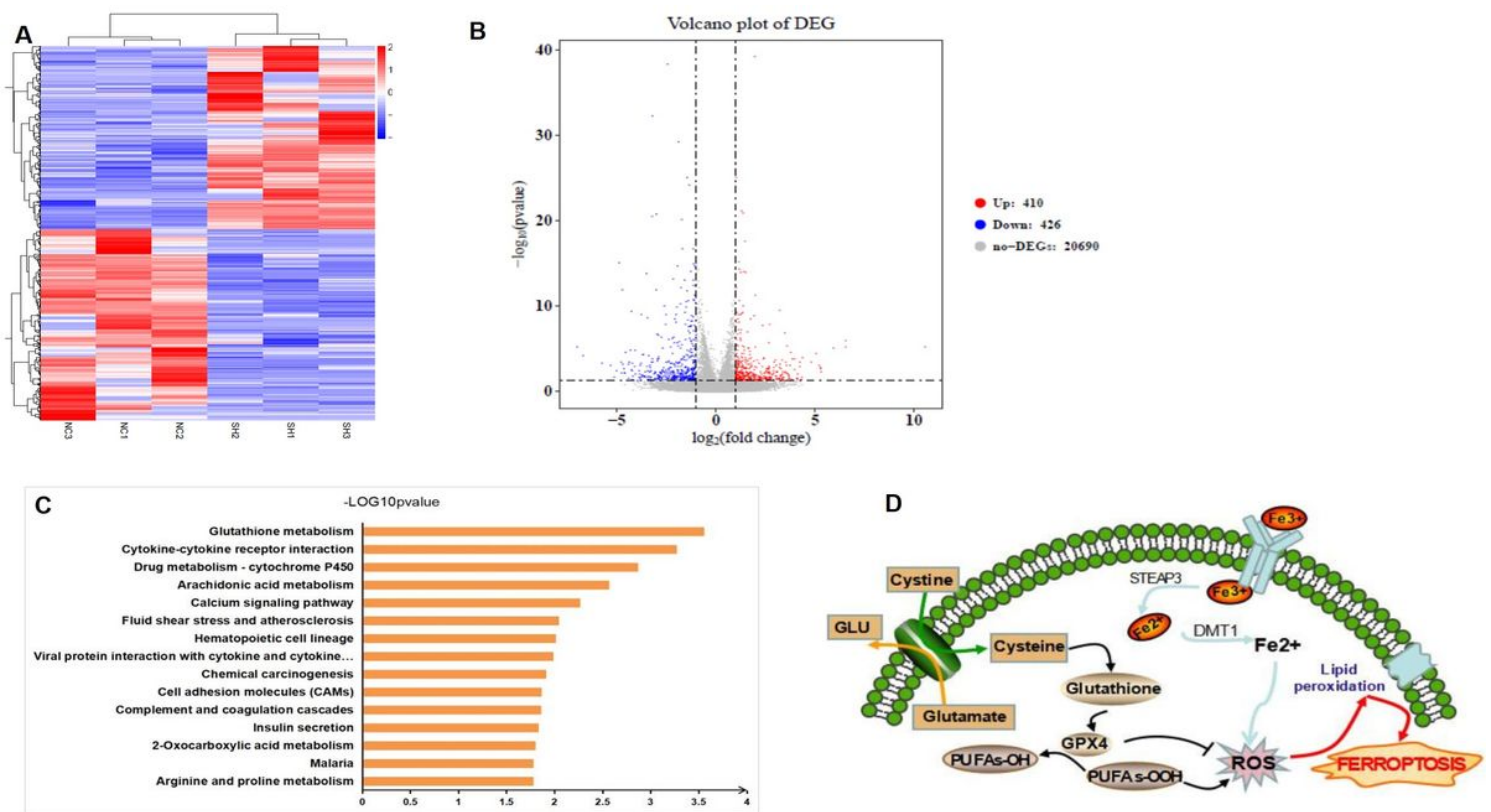 A
2
1
0
–
NC3
NC1
NC2
SH2
SH1
SH3
B
Volcano plot of DEG
−log₁₀(pvalue)
40
30
20
10
0
−5
0
5
10
log₂(fold change)
Up: 410
Down: 426
no−DEGs: 20690
C
-LOG10pvalue
Glutathione metabolism
Cytokine-cytokine receptor interaction
Drug metabolism - cytochrome P450
Arachidonic acid metabolism
Calcium signaling pathway
Fluid shear stress and atherosclerosis
Hematopoietic cell lineage
Viral protein interaction with cytokine and cytokine…
Chemical carcinogenesis
Cell adhesion molecules (CAMs)
Complement and coagulation cascades
Insulin secretion
2-Oxocarboxylic acid metabolism
Malaria
Arginine and proline metabolism
0
0.5
1
1.5
2
2.5
3
3.5
4
D
Fe3+
STEAP3
Fe3+
Cystine
Fe2+
DMT1
Fe2+
GLU
Cysteine
Lipid
peroxidation
Glutathione
Glutamate
GPX4
PUFAs-OH
PUFAs-OOH
ROS
FERROPTOSIS